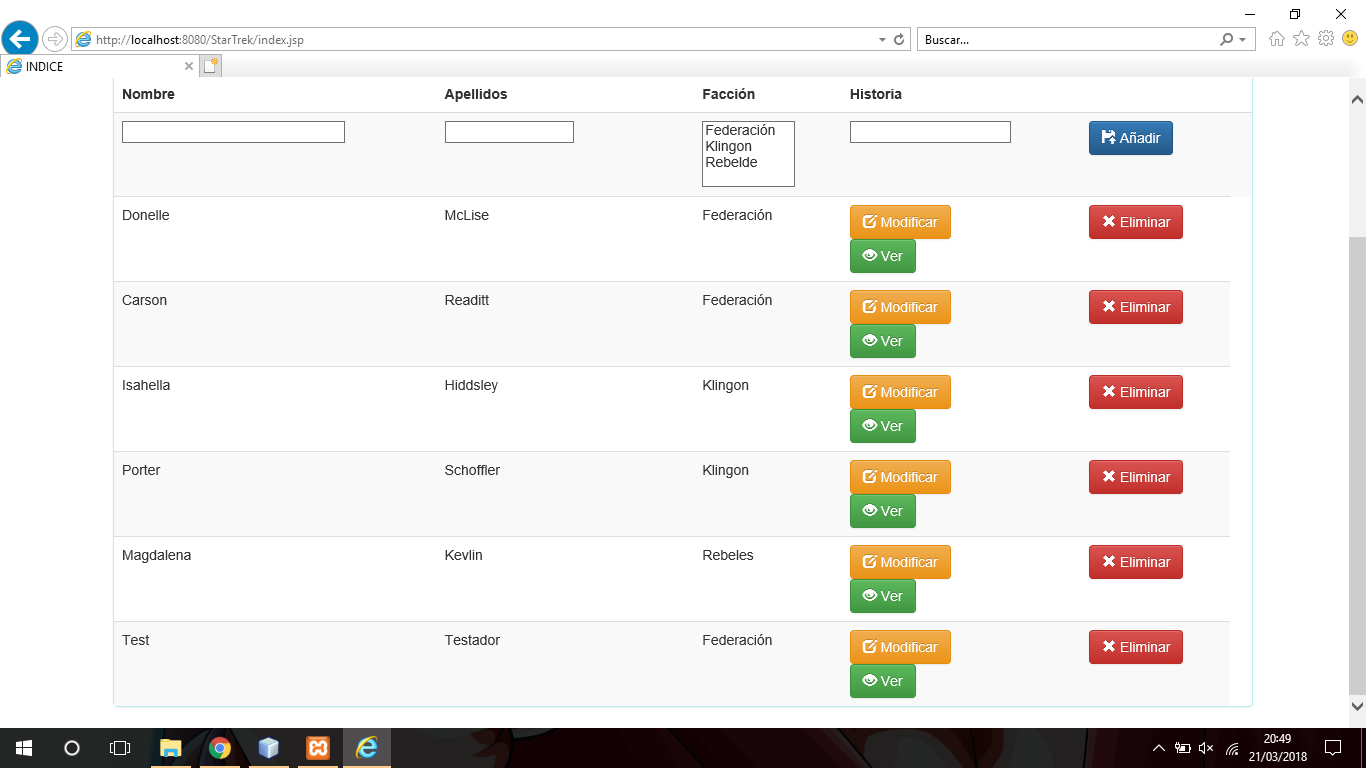 http://localhost:8080/StarTrek/index.jsp
Buscar...
INDICE
Nombre Apellidos Facción Historia
Federación
Klingon
Rebelde
Añadir
Donelle McLise Federación Modificar Eliminar
Ver
Carson Readitt Federación Modificar Eliminar
Ver
Isahella Hiddsley Klingon Modificar Eliminar
Ver
Porter Schoffler Klingon Modificar Eliminar
Ver
Magdalena Kevlin Rebeles Modificar Eliminar
Ver
Test Testador Federación Modificar Eliminar
Ver
20:49
21/03/2018